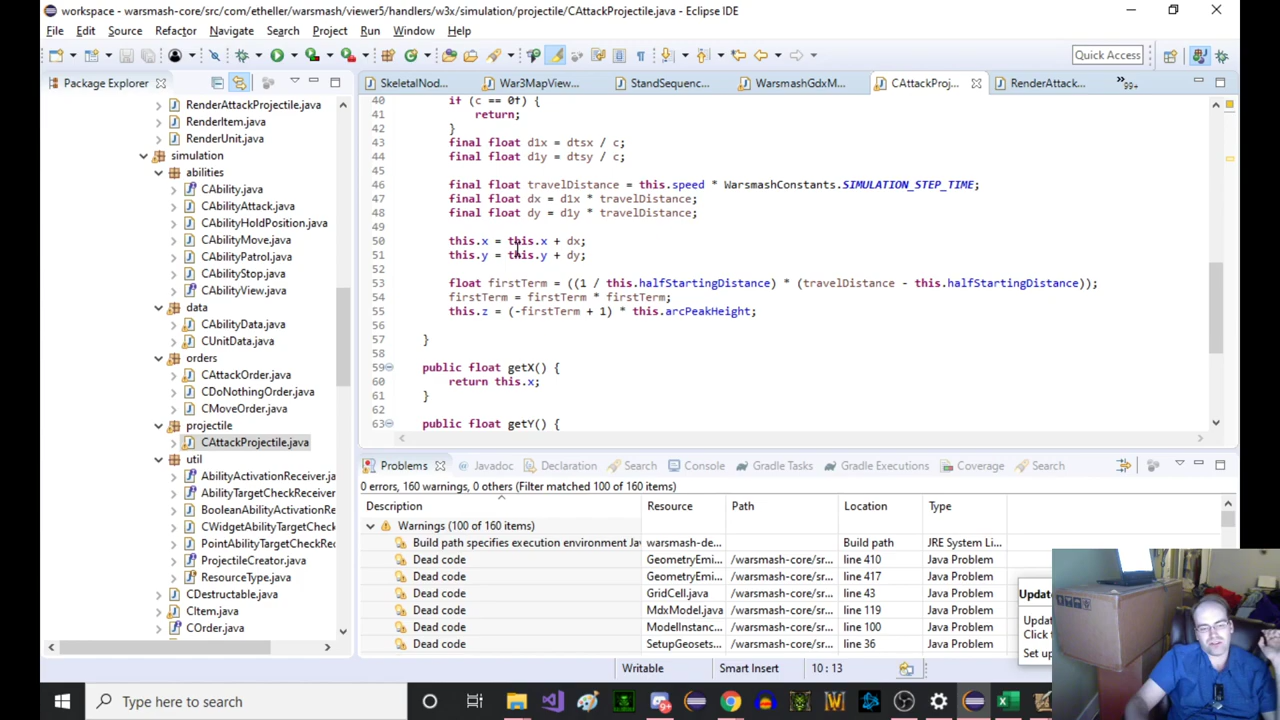 workspace - warsmash-core/src/com/etheller/warsmash/viewer5/handlers/w3x/simulation/projectile/CAttackProjectile.java - Eclipse IDE
File Edit Source Refactor Navigate Search Project Run Window Help
Quick Access
Package Explorer
RenderAttackProjectile.java
RenderItem.java
RenderUnit.java
simulation
abilities
CAbility.java
CAbilityAttack.java
CAbilityHoldPosition.java
CAbilityMove.java
CAbilityPatrol.java
CAbilityStop.java
CAbilityView.java
data
CAbilityData.java
CUnitData.java
orders
CAttackOrder.java
CDoNothingOrder.java
CMoveOrder.java
projectile
CAttackProjectile.java
util
AbilityActivationReceiver.j
AbilityTargetCheckReceiver
BooleanAbilityActivationRe
CWidgetAbilityTargetCheck
PointAbilityTargetCheckRec
ProjectileCreator.java
ResourceType.java
CDestructable.java
CItem.java
COrder.java
SkeletalNod... War3MapView... StandSequenc... WarsmashGdxM... CAttackProj... RenderAttack... »99+
40 if (c == 0f) {
41 return;
42 }
43 final float d1x = dtsx / c;
44 final float d1y = dtsy / c;
45
46 final float travelDistance = this.speed * WarsmashConstants.SIMULATION_STEP_TIME;
47 final float dx = d1x * travelDistance;
48 final float dy = d1y * travelDistance;
49
50 this.x = this.x + dx;
51 this.y = this.y + dy;
52
53 float firstTerm = ((1 / this.halfStartingDistance) * (travelDistance - this.halfStartingDistance));
54 firstTerm = firstTerm * firstTerm;
55 this.z = (-firstTerm + 1) * this.arcPeakHeight;
56
57 }
58
59 public float getX() {
60 return this.x;
61 }
62
63 public float getY() {
Problems Javadoc Declaration Search Console Gradle Tasks Gradle Executions Coverage Search
0 errors, 160 warnings, 0 others (Filter matched 100 of 160 items)
Description Resource Path Location Type
Warnings (100 of 160 items)
Build path specifies execution environment Jav warsmash-de... Build path JRE System Li...
Dead code GeometryEmi... /warsmash-core/sr... line 410 Java Problem
Dead code GeometryEmi... /warsmash-core/sr... line 417 Java Problem
Dead code GridCell.java /warsmash-core/sr... line 43 Java Problem
Dead code MdxModel.java /warsmash-core/sr... line 119 Java Problem
Dead code ModelInstanc... /warsmash-core/sr... line 100 Java Problem
Dead code SetupGeosets... /warsmash-core/sr... line 36 Java Problem
Writable Smart Insert 10 : 13
Updat
Updat
Click t
Set up
Type here to search